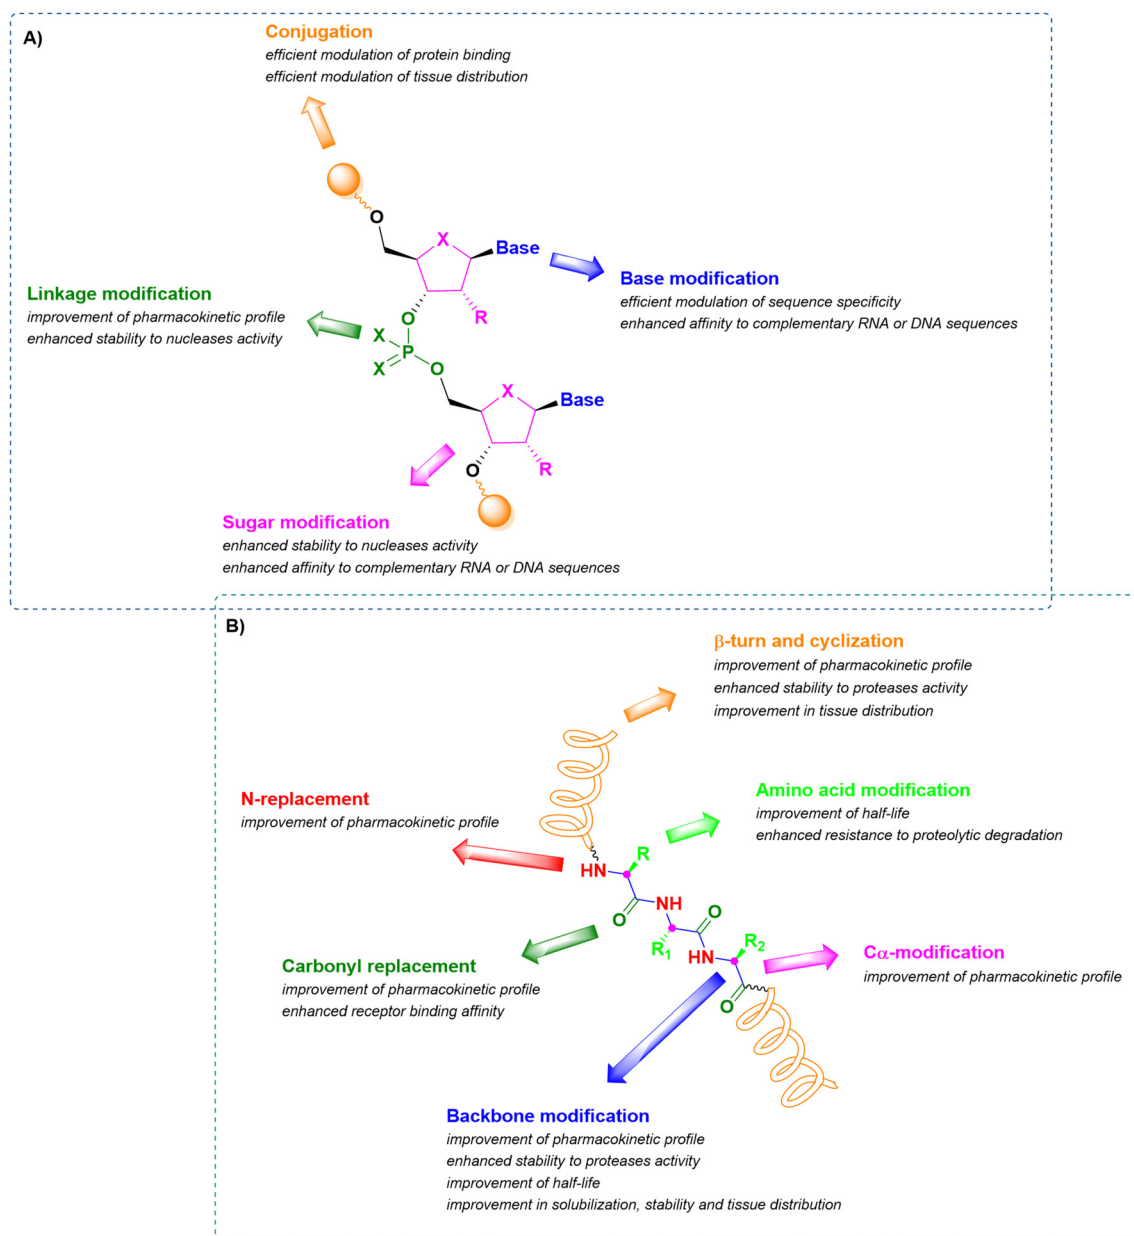 A)
Conjugation
efficient modulation of protein binding
efficient modulation of tissue distribution
O
X
Base
Base modification
efficient modulation of sequence specificity
enhanced affinity to complementary RNA or DNA sequences
Linkage modification
improvement of pharmacokinetic profile
enhanced stability to nucleases activity
O
R
X
P
X
O
X
Base
O
R
Sugar modification
enhanced stability to nucleases activity
enhanced affinity to complementary RNA or DNA sequences
B)
β-turn and cyclization
improvement of pharmacokinetic profile
enhanced stability to proteases activity
improvement in tissue distribution
N-replacement
improvement of pharmacokinetic profile
Amino acid modification
improvement of half-life
enhanced resistance to proteolytic degradation
R
HN
NH
O
O
R1
HN
R2
O
Carbonyl replacement
improvement of pharmacokinetic profile
enhanced receptor binding affinity
Cα-modification
improvement of pharmacokinetic profile
Backbone modification
improvement of pharmacokinetic profile
enhanced stability to proteases activity
improvement of half-life
improvement in solubilization, stability and tissue distribution